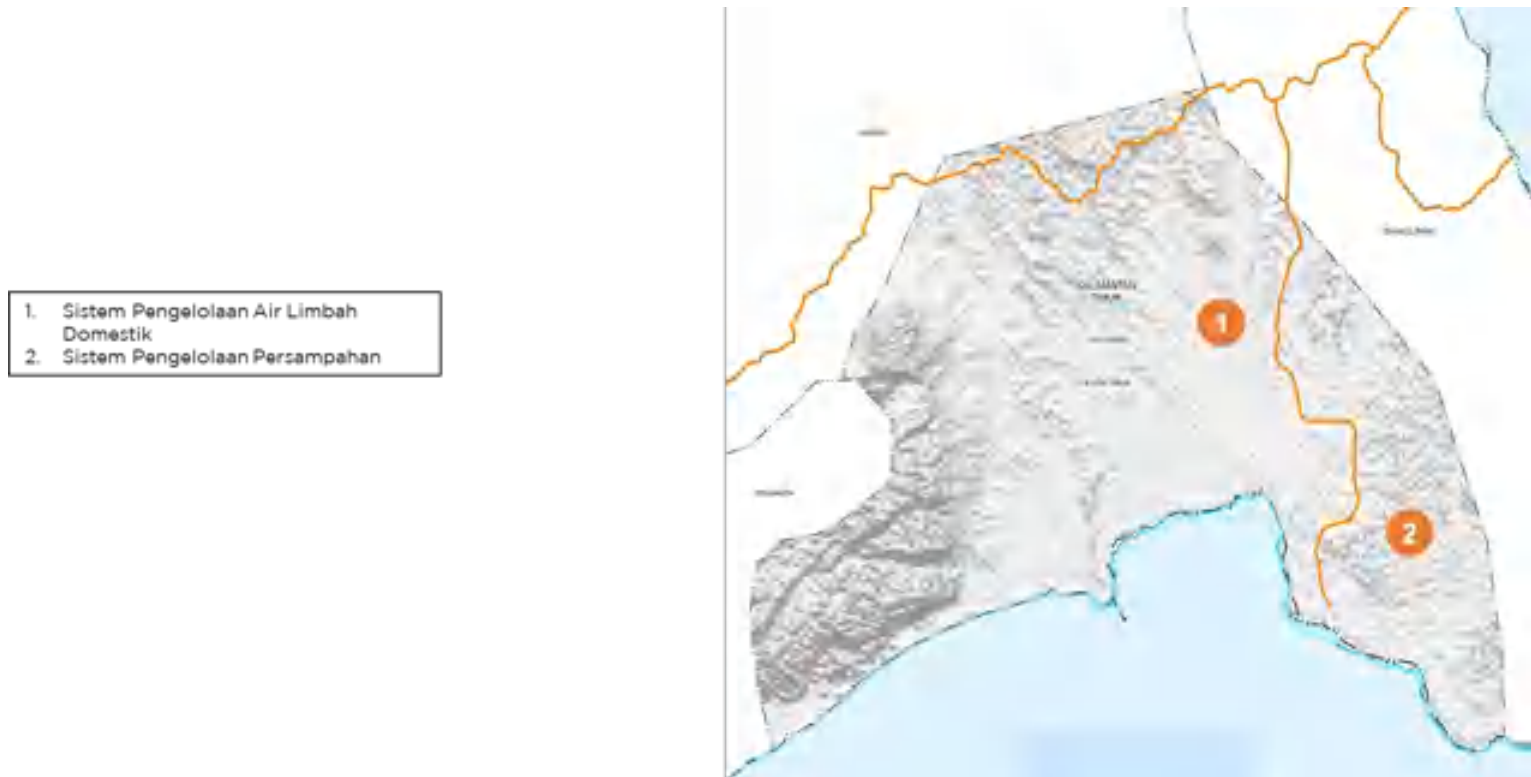 1. Sistem Pengelolaan Air Limbah
Domestik
2. Sistem Pengelolaan Persampahan
1
2